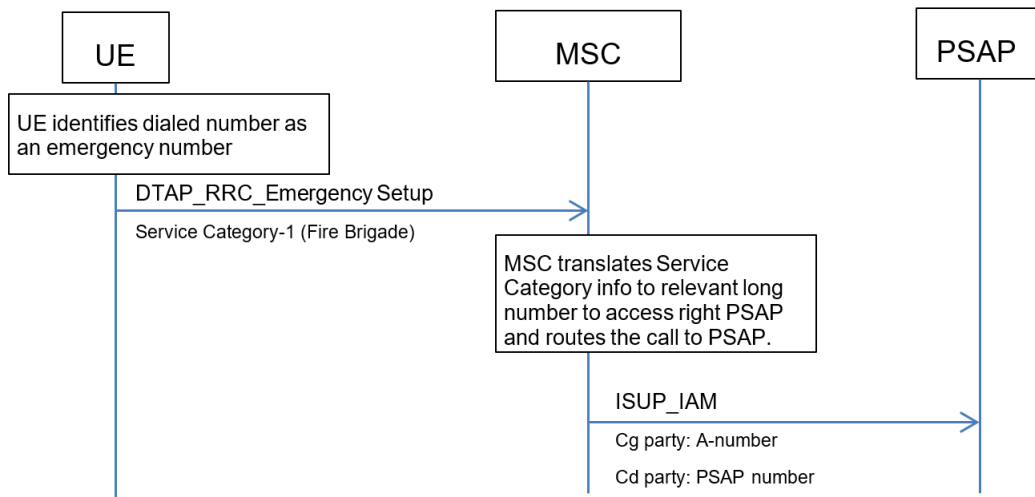 UE
MSC
PSAP
UE identifies dialed number as
an emergency number
DTAP_RRC_Emergency Setup
Service Category-1 (Fire Brigade)
MSC translates Service
Category info to relevant long
number to access right PSAP
and routes the call to PSAP.
ISUP_IAM
Cg party: A-number
Cd party: PSAP number